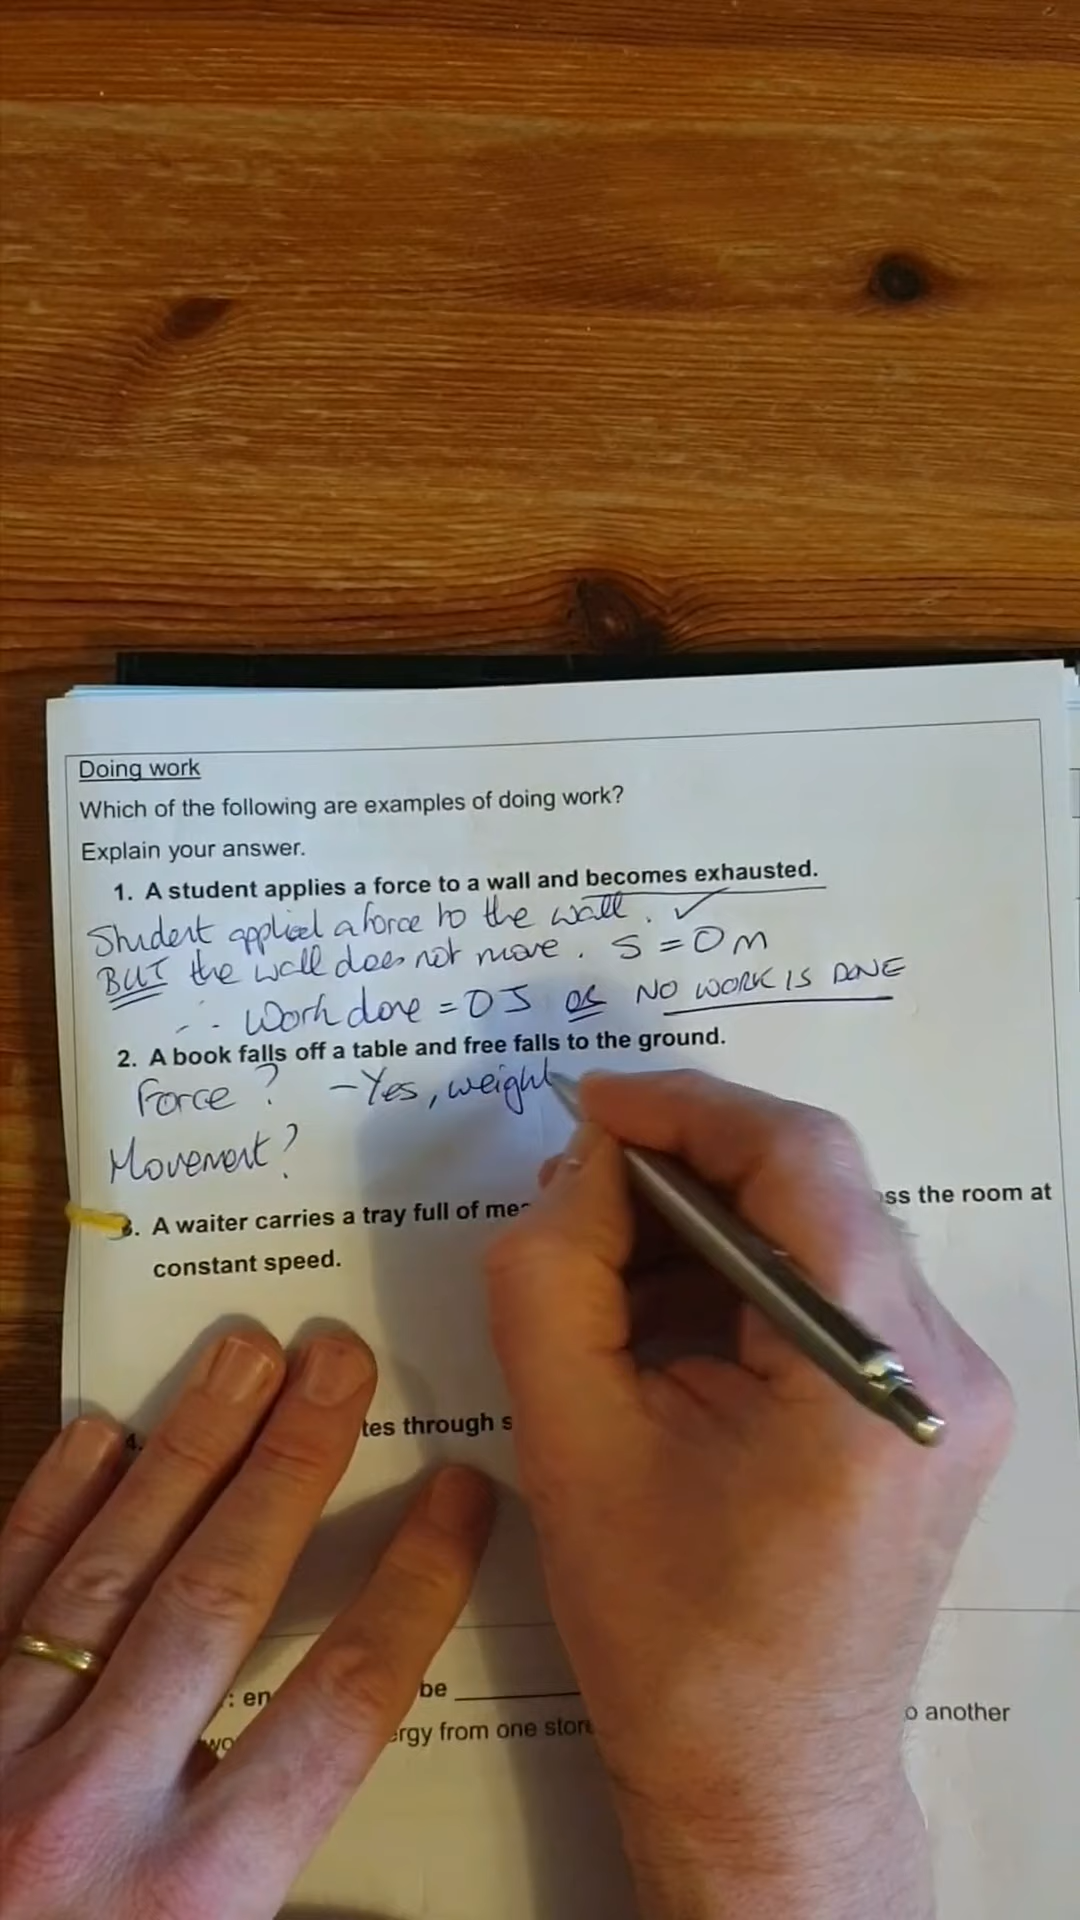 Doing work
Which of the following are examples of doing work?
Explain your answer.
1. A student applies a force to a wall and becomes exhausted.
Student applied a force to the wall. ✓
BUT the wall does not move. S = 0 m
∴ Work done = 0 J OR NO WORK IS DONE
2. A book falls off a table and free falls to the ground.
Force? - Yes, weight
Movement?
3. A waiter carries a tray full of me ss the room at
constant speed.
4. tes through s
: en be
o another
wo ergy from one store